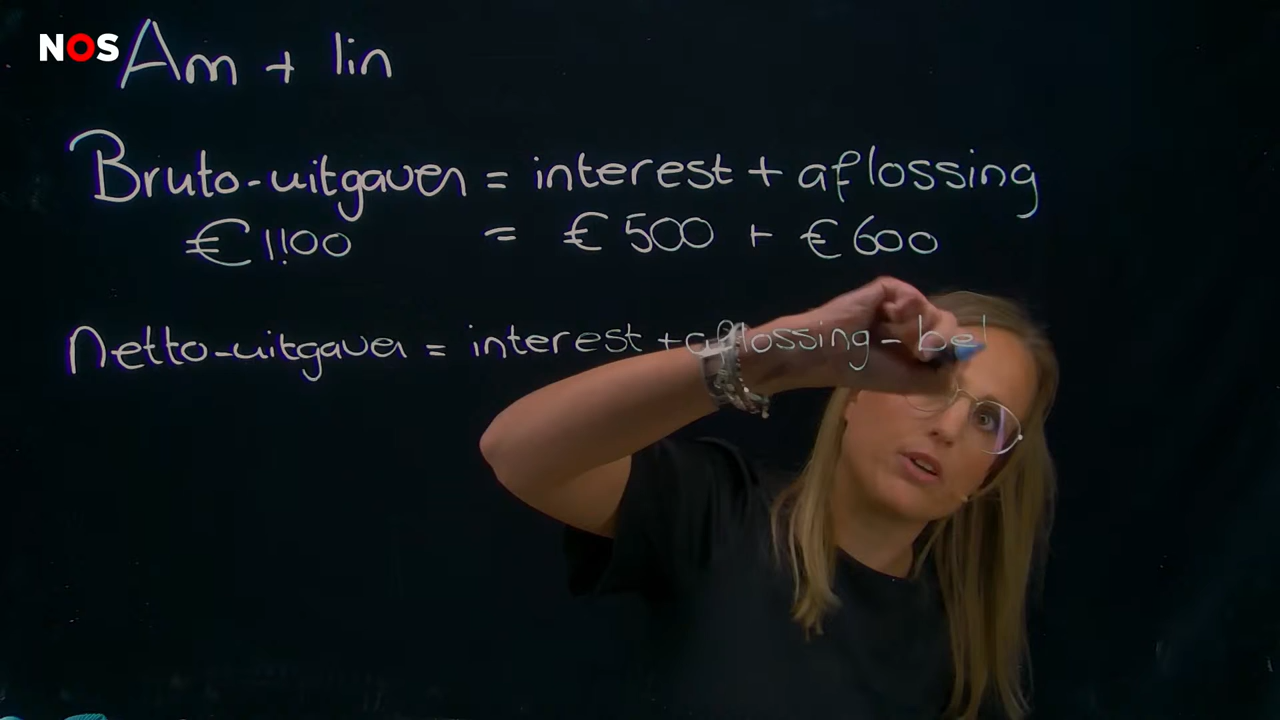 NOS
Am + lin
Bruto-uitgaven = interest + aflossing
€ 1100 = € 500 + € 600
Netto-uitgaven = interest + aflossing - bel